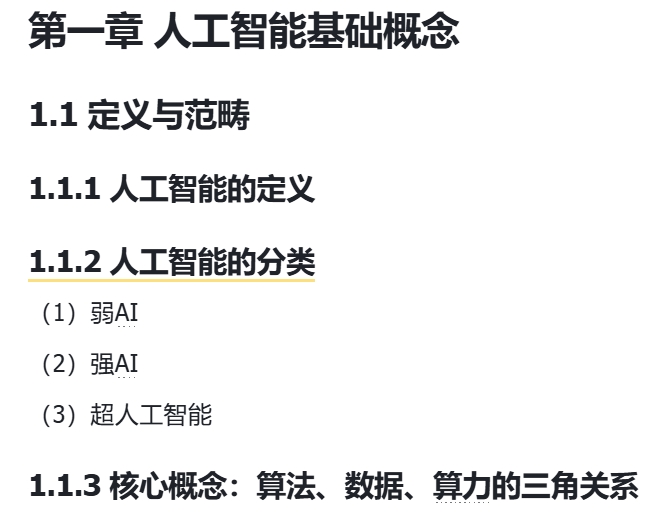 第一章 人工智能基础概念
1.1 定义与范畴
1.1.1 人工智能的定义
1.1.2 人工智能的分类
（1）弱AI
（2）强AI
（3）超人工智能
1.1.3 核心概念：算法、数据、算力的三角关系